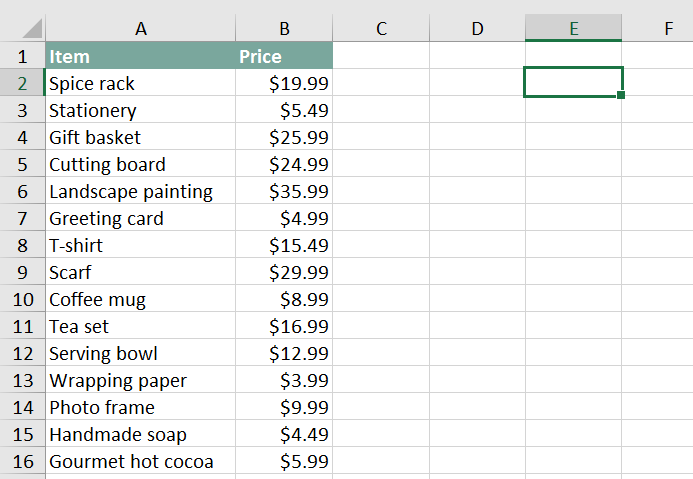 A B C D E F
1 Item Price
2 Spice rack $19.99
3 Stationery $5.49
4 Gift basket $25.99
5 Cutting board $24.99
6 Landscape painting $35.99
7 Greeting card $4.99
8 T-shirt $15.49
9 Scarf $29.99
10 Coffee mug $8.99
11 Tea set $16.99
12 Serving bowl $12.99
13 Wrapping paper $3.99
14 Photo frame $9.99
15 Handmade soap $4.49
16 Gourmet hot cocoa $5.99